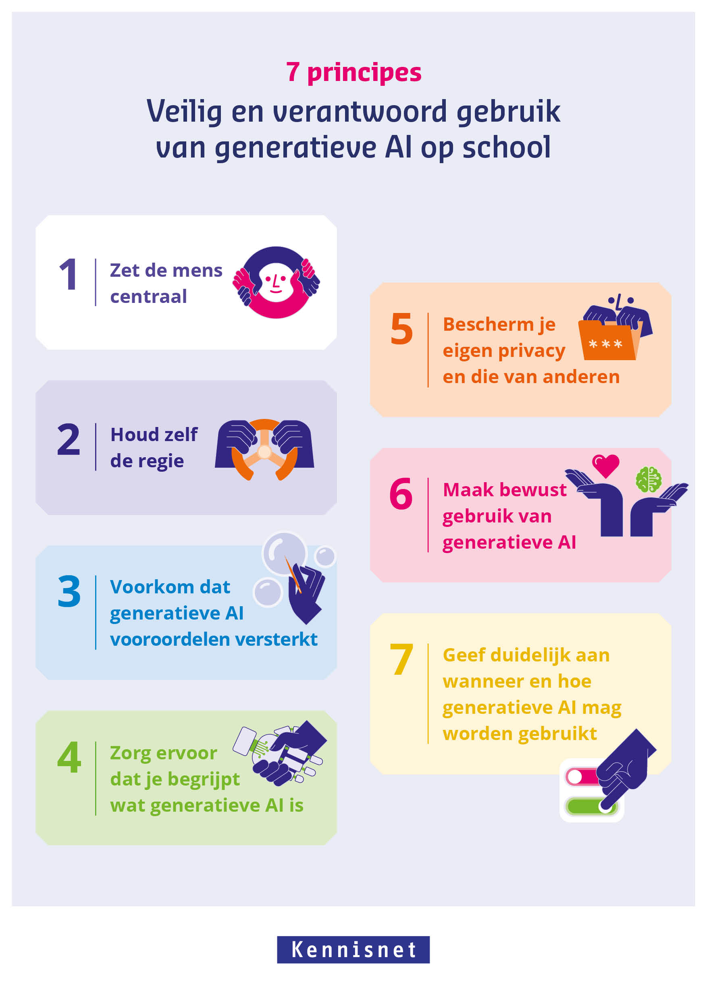 7 principes
Veilig en verantwoord gebruik
van generatieve AI op school
1
Zet de mens
centraal
2
Houd zelf
de regie
3
Voorkom dat
generatieve AI
vooroordelen versterkt
4
Zorg ervoor
dat je begrijpt
wat generatieve AI is
5
Bescherm je
eigen privacy
en die van anderen
***
6
Maak bewust
gebruik van
generatieve AI
7
Geef duidelijk aan
wanneer en hoe
generatieve AI mag
worden gebruikt
Kennisnet